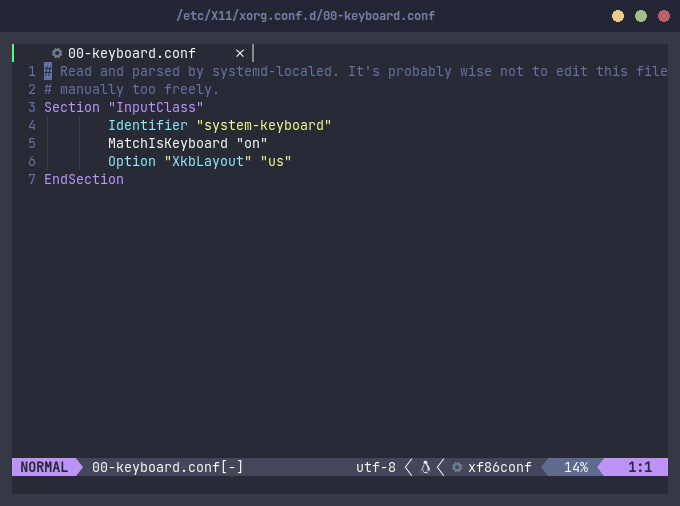 /etc/X11/xorg.conf.d/00-keyboard.conf
00-keyboard.conf ×
1 # Read and parsed by systemd-localed. It's probably wise not to edit this file
2 # manually too freely.
3 Section "InputClass"
4         Identifier "system-keyboard"
5         MatchIsKeyboard "on"
6         Option "XkbLayout" "us"
7 EndSection
NORMAL 00-keyboard.conf[-] utf-8 xf86conf 14% 1:1